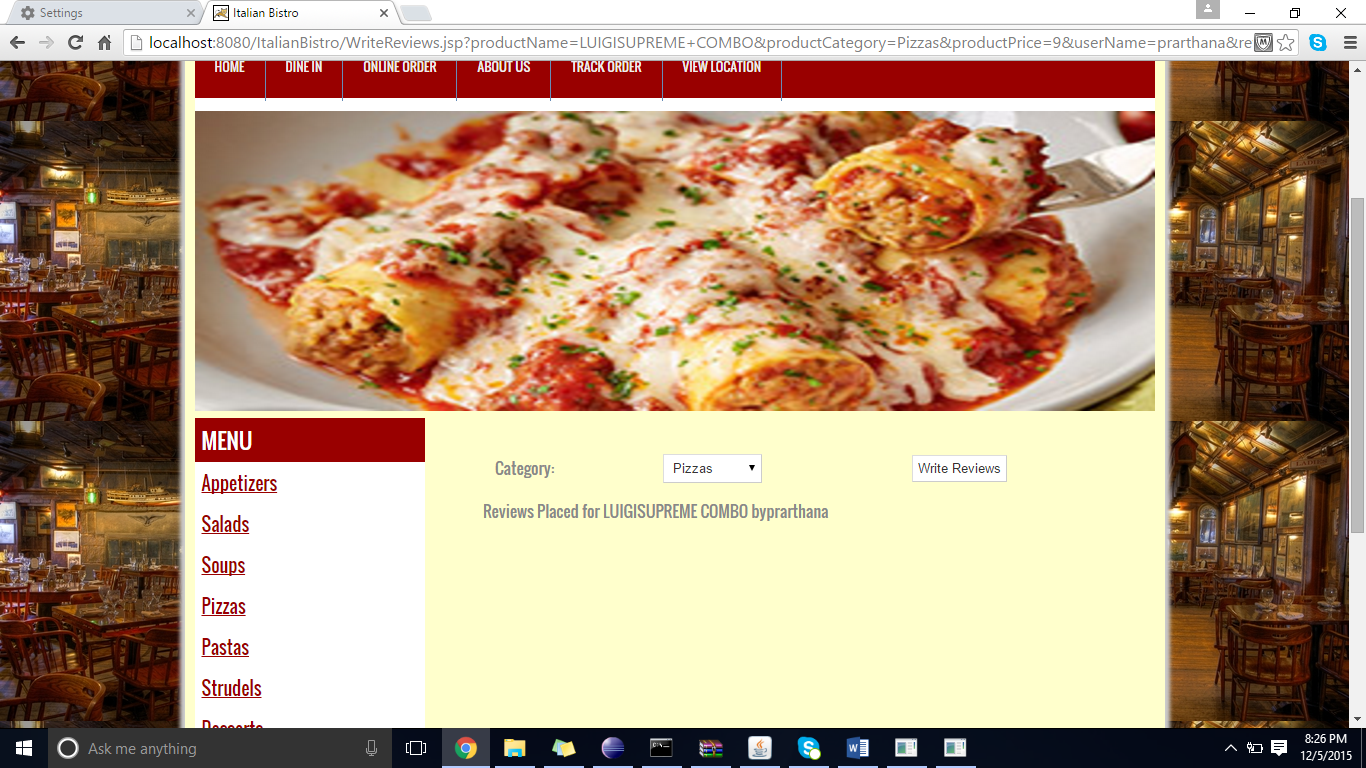 Settings
Italian Bistro
localhost:8080/ItalianBistro/WriteReviews.jsp?productName=LUIGISUPREME+COMBO&productCategory=Pizzas&productPrice=9&userName=prarthana&re
HOME
DINE IN
ONLINE ORDER
ABOUT US
TRACK ORDER
VIEW LOCATION
MENU
Appetizers
Salads
Soups
Pizzas
Pastas
Strudels
Desserts
Category:
Pizzas
Write Reviews
Reviews Placed for LUIGISUPREME COMBO byprarthana
Ask me anything
8:26 PM
12/5/2015